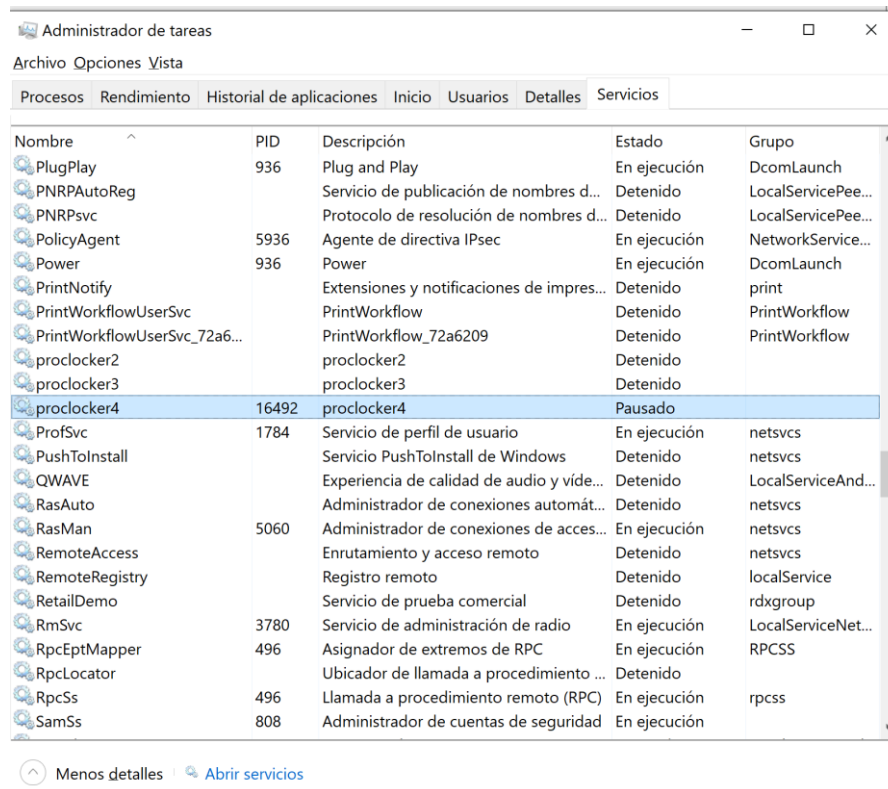 Administrador de tareas
Archivo Opciones Vista
Procesos Rendimiento Historial de aplicaciones Inicio Usuarios Detalles Servicios
Nombre PID Descripción Estado Grupo
PlugPlay 936 Plug and Play En ejecución DcomLaunch
PNRPAutoReg Servicio de publicación de nombres d... Detenido LocalServicePee...
PNRPsvc Protocolo de resolución de nombres d... Detenido LocalServicePee...
PolicyAgent 5936 Agente de directiva IPsec En ejecución NetworkService...
Power 936 Power En ejecución DcomLaunch
PrintNotify Extensiones y notificaciones de impres... Detenido print
PrintWorkflowUserSvc PrintWorkflow Detenido PrintWorkflow
PrintWorkflowUserSvc_72a6... PrintWorkflow_72a6209 Detenido PrintWorkflow
proclocker2 proclocker2 Detenido
proclocker3 proclocker3 Detenido
proclocker4 16492 proclocker4 Pausado
ProfSvc 1784 Servicio de perfil de usuario En ejecución netsvcs
PushToInstall Servicio PushToInstall de Windows Detenido netsvcs
QWAVE Experiencia de calidad de audio y víde... Detenido LocalServiceAnd...
RasAuto Administrador de conexiones automát... Detenido netsvcs
RasMan 5060 Administrador de conexiones de acces... En ejecución netsvcs
RemoteAccess Enrutamiento y acceso remoto Detenido netsvcs
RemoteRegistry Registro remoto Detenido localService
RetailDemo Servicio de prueba comercial Detenido rdxgroup
RmSvc 3780 Servicio de administración de radio En ejecución LocalServiceNet...
RpcEptMapper 496 Asignador de extremos de RPC En ejecución RPCSS
RpcLocator Ubicador de llamada a procedimiento ... Detenido
RpcSs 496 Llamada a procedimiento remoto (RPC) En ejecución rpcss
SamSs 808 Administrador de cuentas de seguridad En ejecución
Menos detalles Abrir servicios